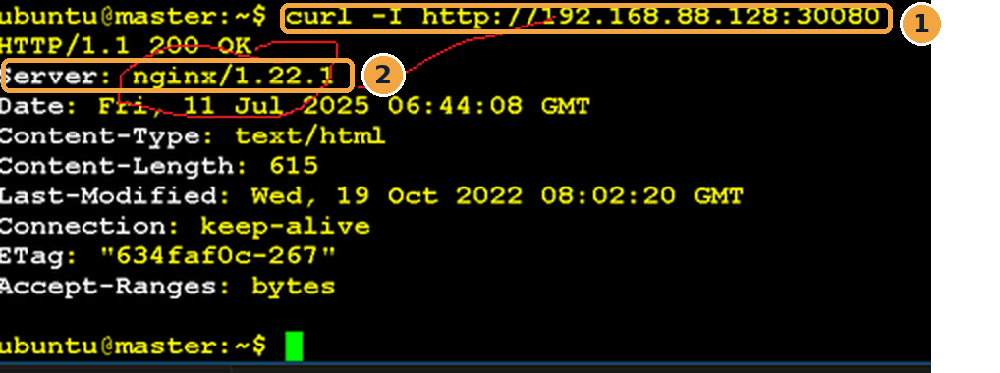 ubuntu@master:~$ curl -I http://192.168.88.128:30080 1
HTTP/1.1 200 OK
Server: nginx/1.22.1 2
Date: Fri, 11 Jul 2025 06:44:08 GMT
Content-Type: text/html
Content-Length: 615
Last-Modified: Wed, 19 Oct 2022 08:02:20 GMT
Connection: keep-alive
ETag: "634faf0c-267"
Accept-Ranges: bytes
ubuntu@master:~$